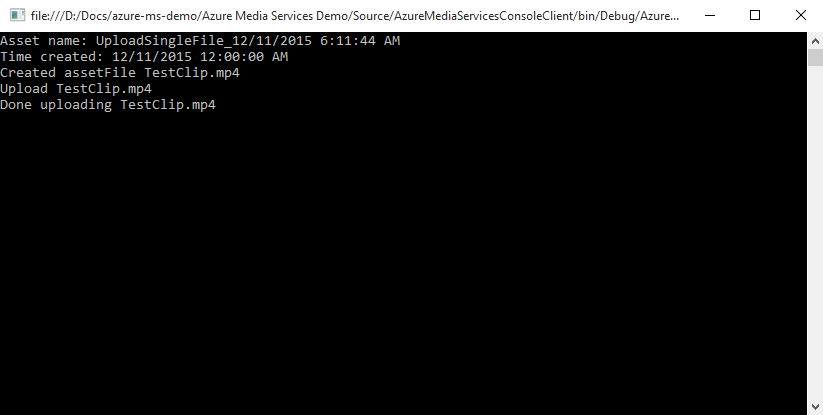 file:///D:/Docs/azure-ms-demo/Azure Media Services Demo/Source/AzureMediaServicesConsoleClient/bin/Debug/Azure...
Asset name: UploadSingleFile_12/11/2015 6:11:44 AM
Time created: 12/11/2015 12:00:00 AM
Created assetFile TestClip.mp4
Upload TestClip.mp4
Done uploading TestClip.mp4